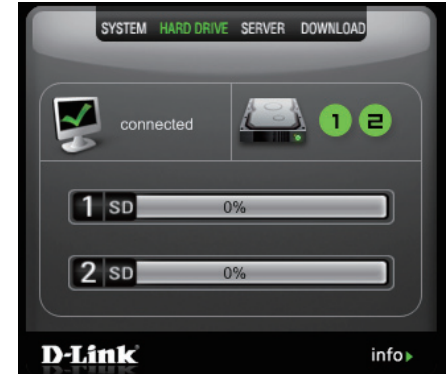 SYSTEM HARD DRIVE SERVER DOWNLOAD
connected 1 2
1 SD 0%
2 SD 0%
D-Link info